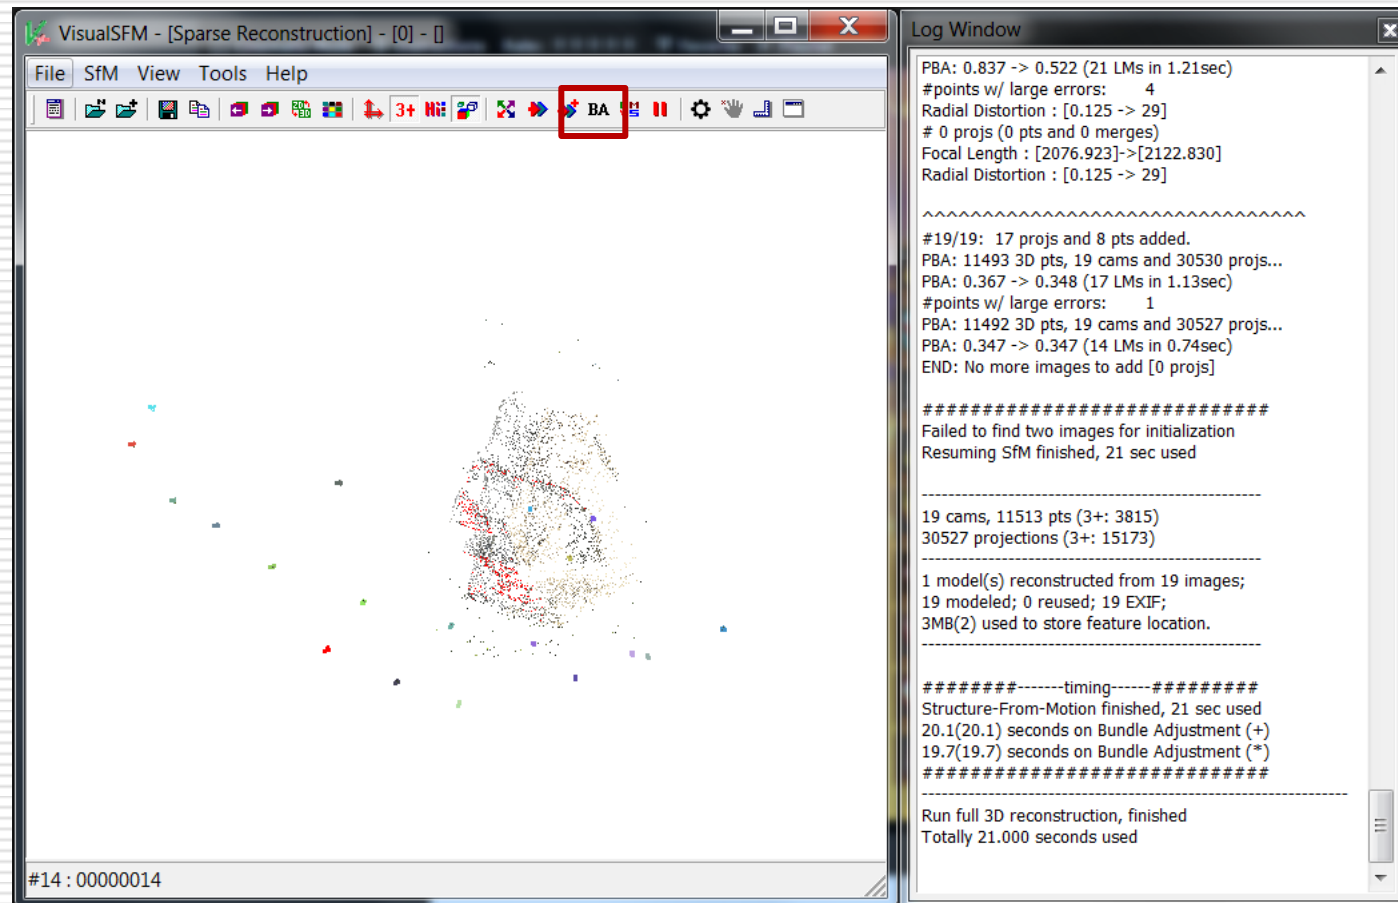 VisualSFM - [Sparse Reconstruction] - [0] - []
File SfM View Tools Help
3+ BA
#14 : 00000014
Log Window
PBA: 0.837 -> 0.522 (21 LMs in 1.21sec)
#points w/ large errors: 4
Radial Distortion : [0.125 -> 29]
# 0 projs (0 pts and 0 merges)
Focal Length : [2076.923]->[2122.830]
Radial Distortion : [0.125 -> 29]
^^^^^^^^^^^^^^^^^^^^^^^^^^^^^^^^
#19/19: 17 projs and 8 pts added.
PBA: 11493 3D pts, 19 cams and 30530 projs...
PBA: 0.367 -> 0.348 (17 LMs in 1.13sec)
#points w/ large errors: 1
PBA: 11492 3D pts, 19 cams and 30527 projs...
PBA: 0.347 -> 0.347 (14 LMs in 0.74sec)
END: No more images to add [0 projs]
#############################
Failed to find two images for initialization
Resuming SfM finished, 21 sec used
--------------------------------------------------
19 cams, 11513 pts (3+: 3815)
30527 projections (3+: 15173)
--------------------------------------------------
1 model(s) reconstructed from 19 images;
19 modeled; 0 reused; 19 EXIF;
3MB(2) used to store feature location.
--------------------------------------------------
########-------timing------#########
Structure-From-Motion finished, 21 sec used
20.1(20.1) seconds on Bundle Adjustment (+)
19.7(19.7) seconds on Bundle Adjustment (*)
#############################
---------------------------------------------------------------
Run full 3D reconstruction, finished
Totally 21.000 seconds used